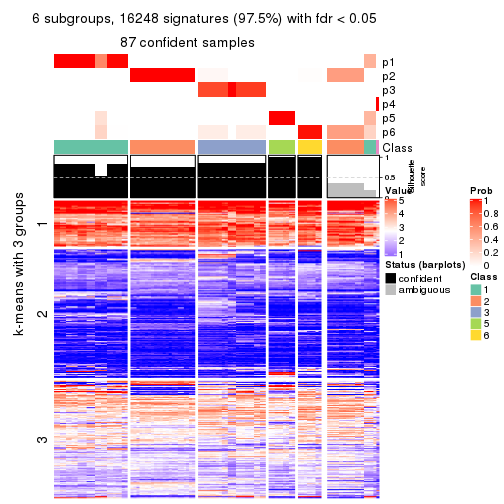 6 subgroups, 16248 signatures (97.5%) with fdr < 0.05
87 confident samples
p1
p2
p3
p4
p5
p6
Class
1
0.5
0
Silhouette
score
k-means with 3 groups
1
2
3
Value
5
4
3
2
1
Status (barplots)
confident
ambiguous
Prob
1
0.8
0.6
0.4
0.2
0
Class
1
2
3
5
6